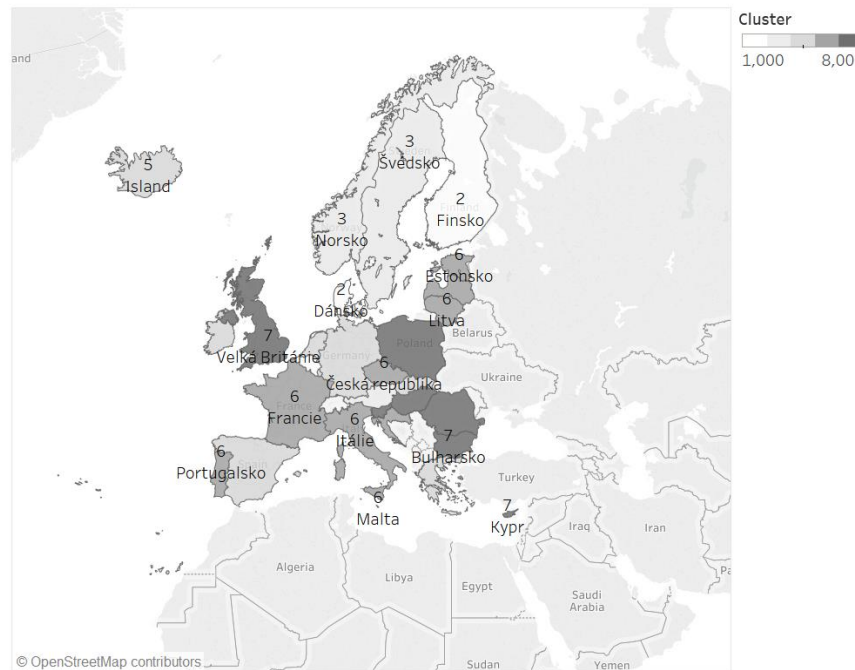 Cluster
1,000 8,00
and
5
Island
3
Švédsko
2
Finsko
3
Norsko
6
Estonsko
2
Dánsko
6
Litva
Belarus
Poland
7
Velká Británie
Germany
6
Česká republika
Ukraine
6
France
Francie
6
Itálie
7
Bulharsko
6
Portugalsko
Turkey
6
Malta
7
Kypr
Iraq
Iran
Algeria
Libya
Egypt
Saudi
Arabia
Sudan
Yemen
© OpenStreetMap contributors